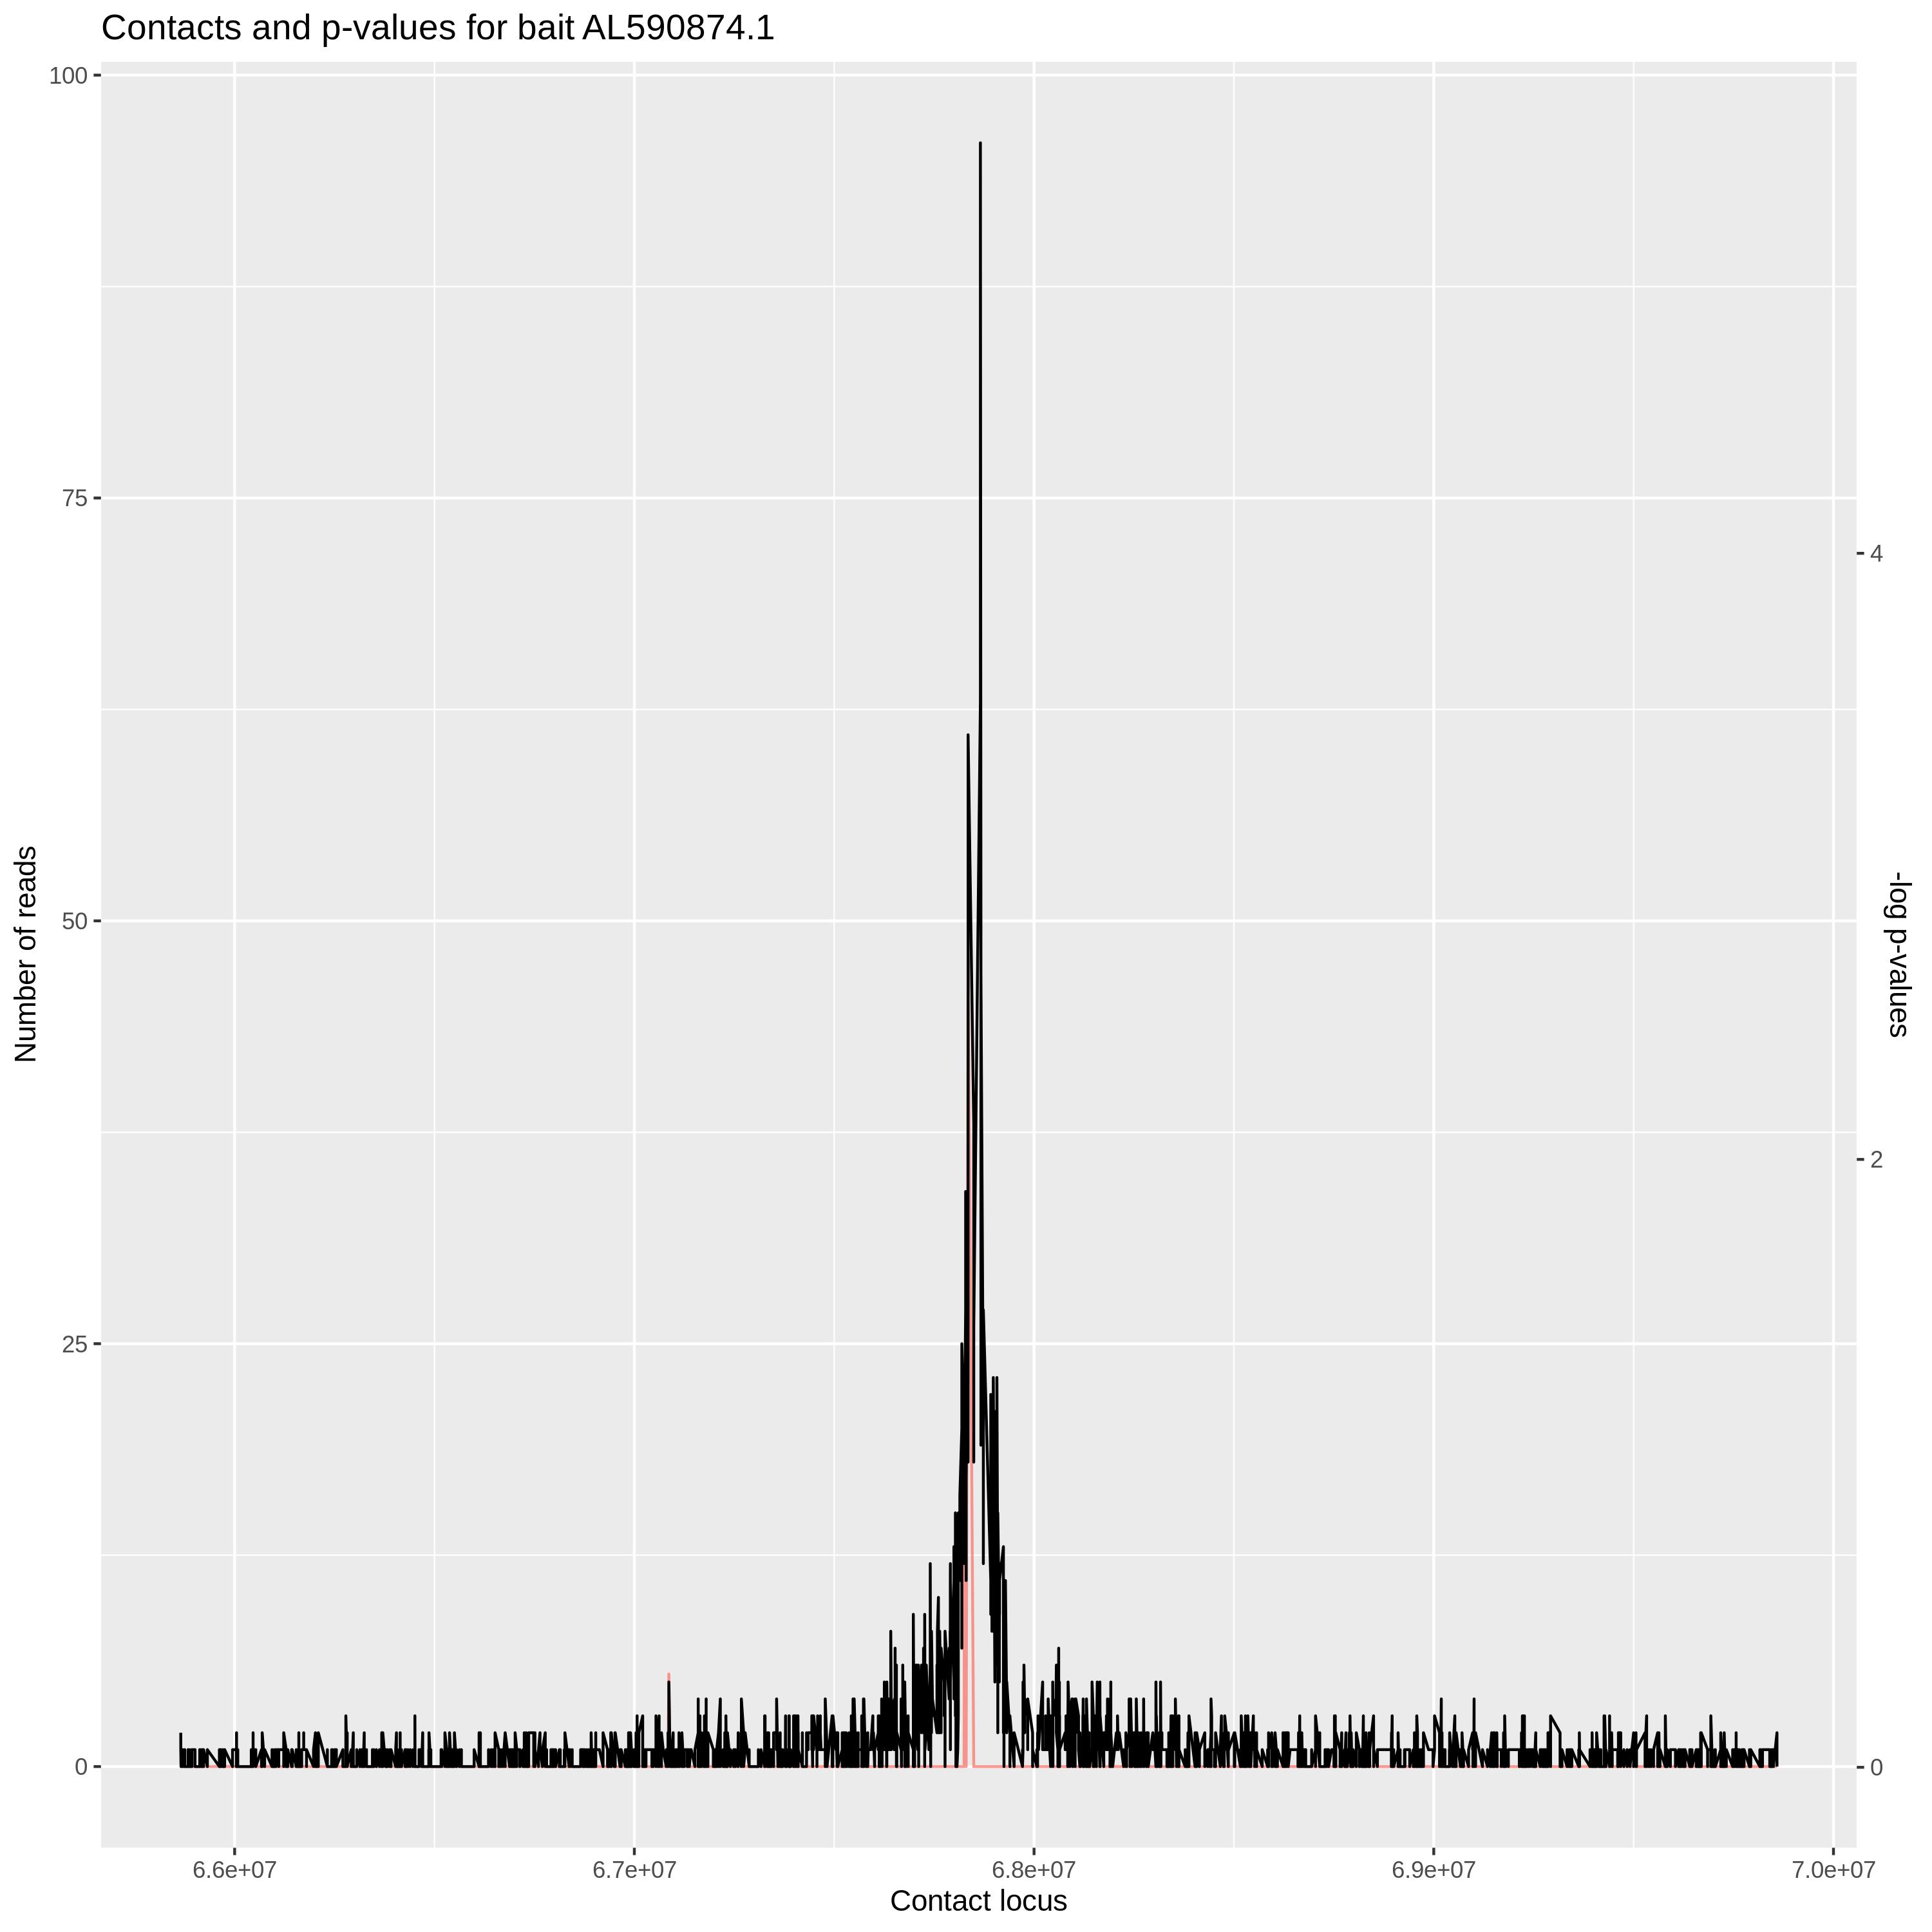 Contacts and p-values for bait AL590874.1
100
75
50
25
0
Number of reads
4
2
0
-log p-values
6.6e+07
6.7e+07
6.8e+07
6.9e+07
7.0e+07
Contact locus